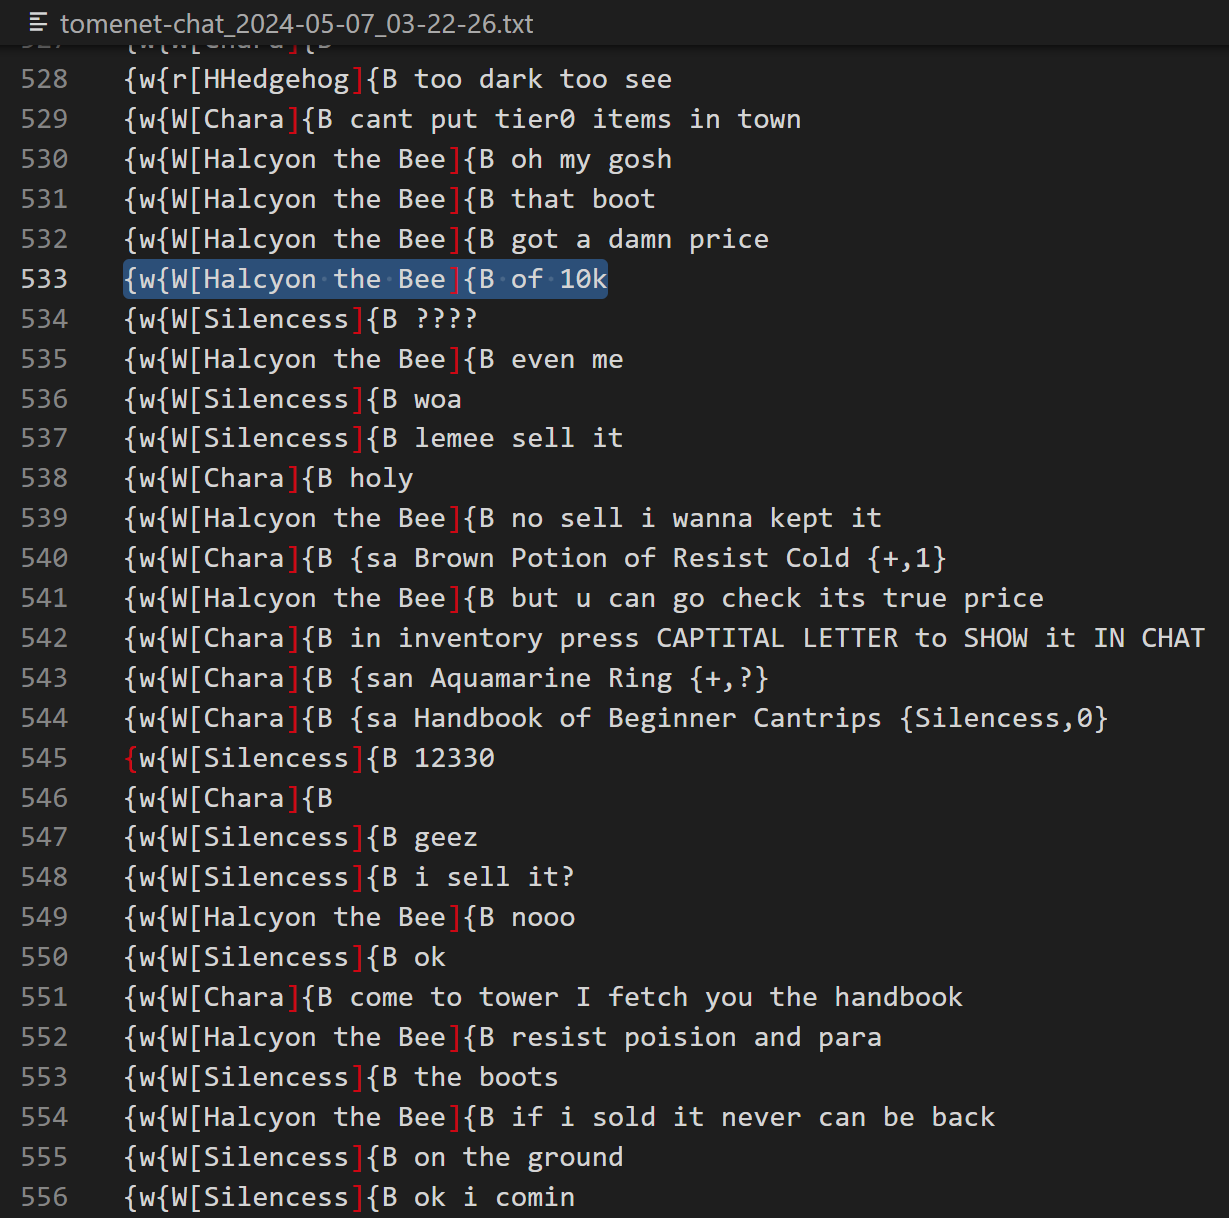 tomenet-chat_2024-05-07_03-22-26.txt
527 {w{W[Chara]{B
528 {w{r[HHedgehog]{B too dark too see
529 {w{W[Chara]{B cant put tier0 items in town
530 {w{W[Halcyon the Bee]{B oh my gosh
531 {w{W[Halcyon the Bee]{B that boot
532 {w{W[Halcyon the Bee]{B got a damn price
533 {w{W[Halcyon the Bee]{B of 10k
534 {w{W[Silencess]{B ????
535 {w{W[Halcyon the Bee]{B even me
536 {w{W[Silencess]{B woa
537 {w{W[Silencess]{B lemee sell it
538 {w{W[Chara]{B holy
539 {w{W[Halcyon the Bee]{B no sell i wanna kept it
540 {w{W[Chara]{B {sa Brown Potion of Resist Cold {+,1}
541 {w{W[Halcyon the Bee]{B but u can go check its true price
542 {w{W[Chara]{B in inventory press CAPTITAL LETTER to SHOW it IN CHAT
543 {w{W[Chara]{B {san Aquamarine Ring {+,?}
544 {w{W[Chara]{B {sa Handbook of Beginner Cantrips {Silencess,0}
545 {w{W[Silencess]{B 12330
546 {w{W[Chara]{B
547 {w{W[Silencess]{B geez
548 {w{W[Silencess]{B i sell it?
549 {w{W[Halcyon the Bee]{B nooo
550 {w{W[Silencess]{B ok
551 {w{W[Chara]{B come to tower I fetch you the handbook
552 {w{W[Halcyon the Bee]{B resist poision and para
553 {w{W[Silencess]{B the boots
554 {w{W[Halcyon the Bee]{B if i sold it never can be back
555 {w{W[Silencess]{B on the ground
556 {w{W[Silencess]{B ok i comin